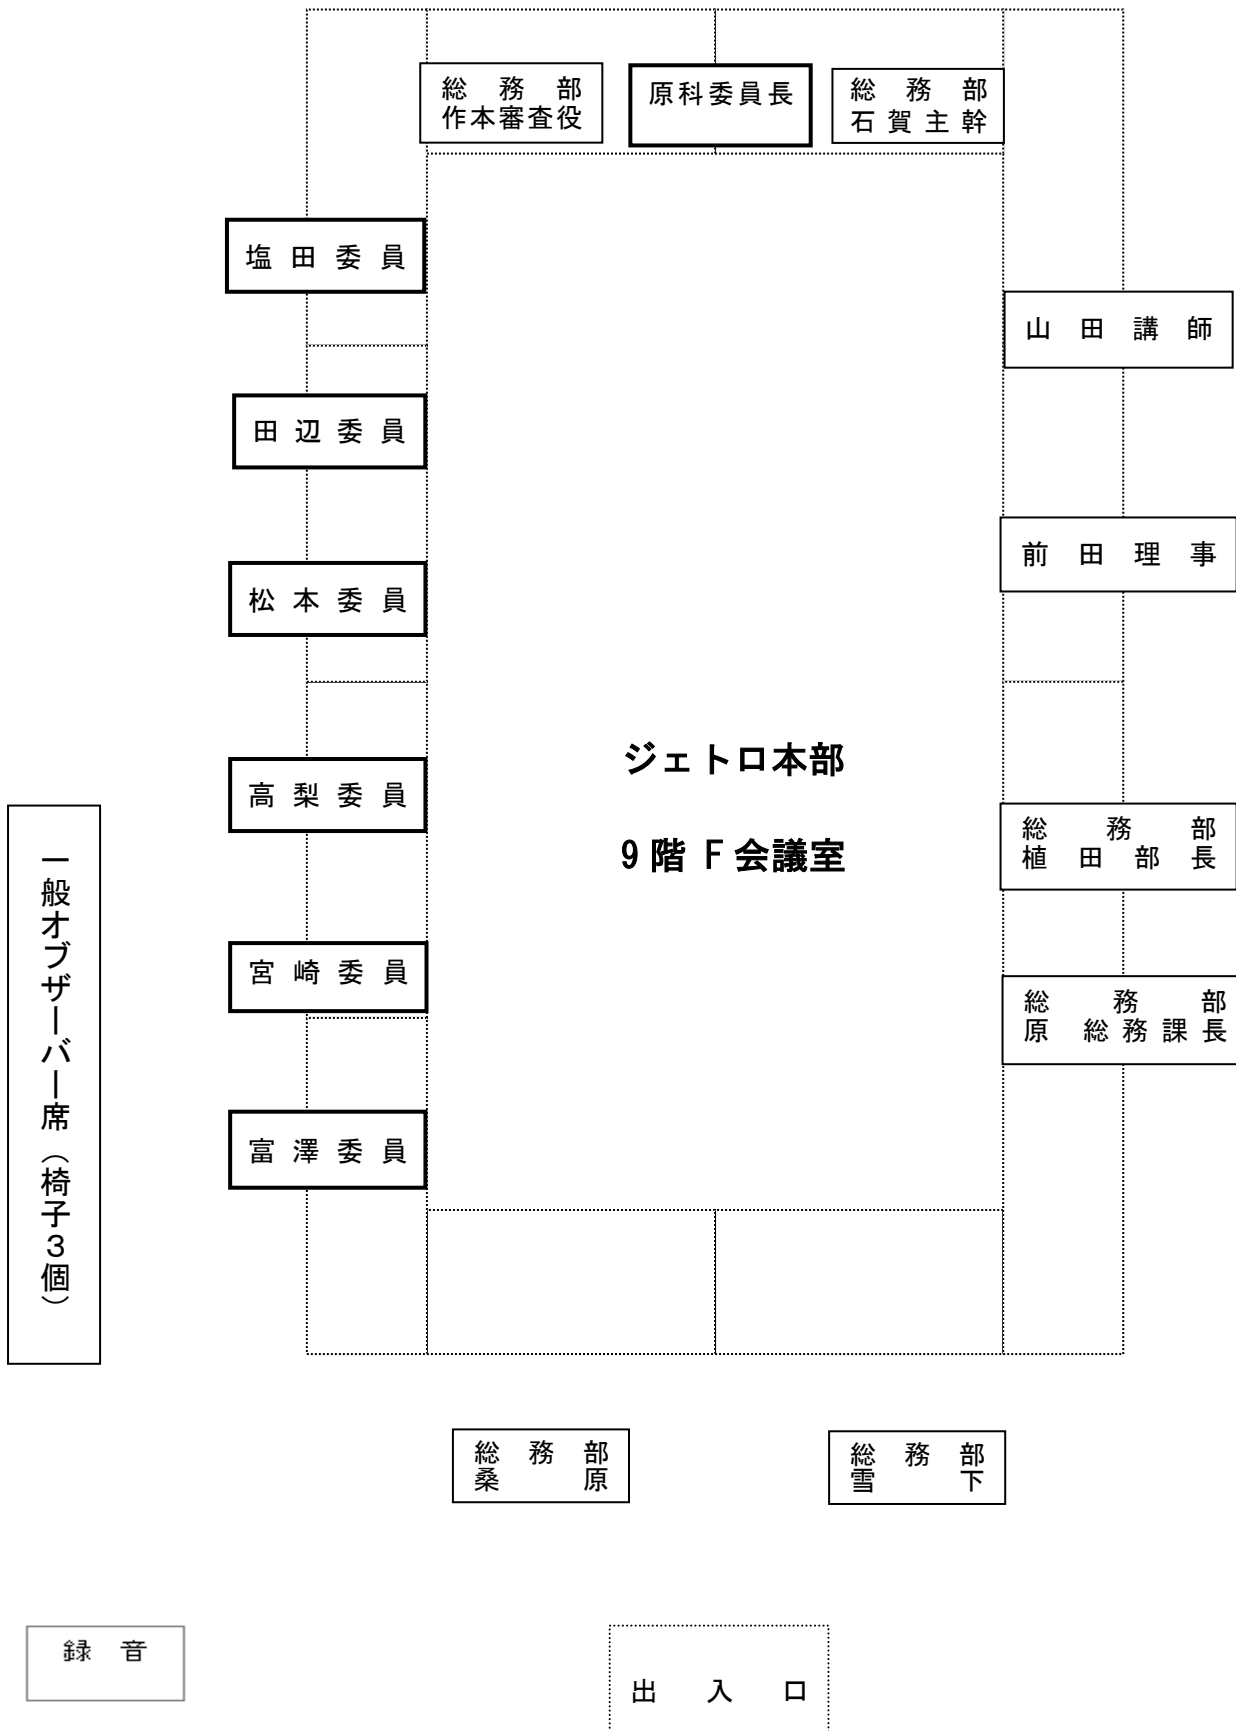 総務部
作本審査役
原科委員長
総務部
石賀主幹
塩田委員
山田講師
田辺委員
前田理事
松本委員
ジェトロ本部
高梨委員
総務部
植田部長
9階 F会議室
一般オブザーバー席（椅子３個）
宮崎委員
総務部
原 総務課長
富澤委員
総務部
桑原
総務部
雪下
録音
出入口